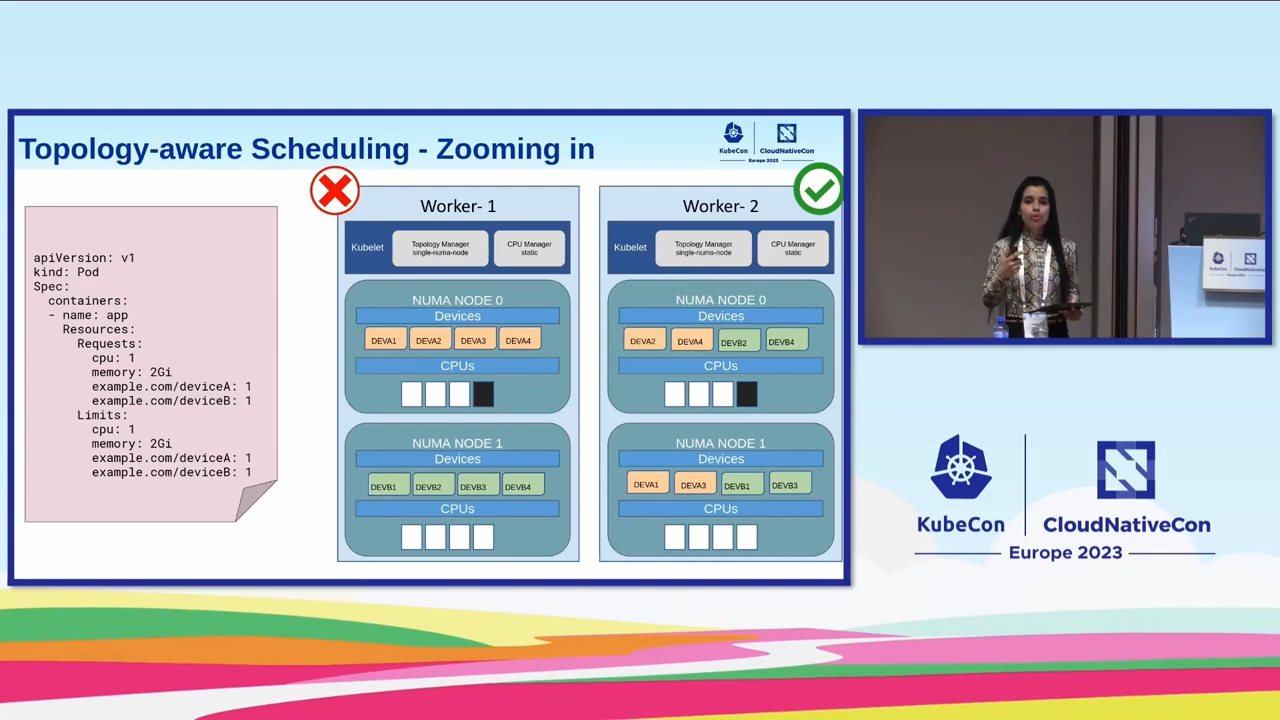 Topology-aware Scheduling - Zooming in
KubeCon
CloudNativeCon
Europe 2023
apiVersion: v1
kind: Pod
Spec:
containers:
- name: app
Resources:
Requests:
cpu: 1
memory: 2Gi
example.com/deviceA: 1
example.com/deviceB: 1
Limits:
cpu: 1
memory: 2Gi
example.com/deviceA: 1
example.com/deviceB: 1
Worker- 1
Kubelet
Topology Manager
single-numa-node
CPU Manager
static
NUMA NODE 0
Devices
DEVA1 DEVA2 DEVA3 DEVA4
CPUs
NUMA NODE 1
Devices
DEVB1 DEVB2 DEVB3 DEVB4
CPUs
Worker- 2
Kubelet
Topology Manager
single-numa-node
CPU Manager
static
NUMA NODE 0
Devices
DEVA2 DEVA4 DEVB2 DEVB4
CPUs
NUMA NODE 1
Devices
DEVA1 DEVA3 DEVB1 DEVB3
CPUs
KubeCon
CloudNativeCon
Europe 2023